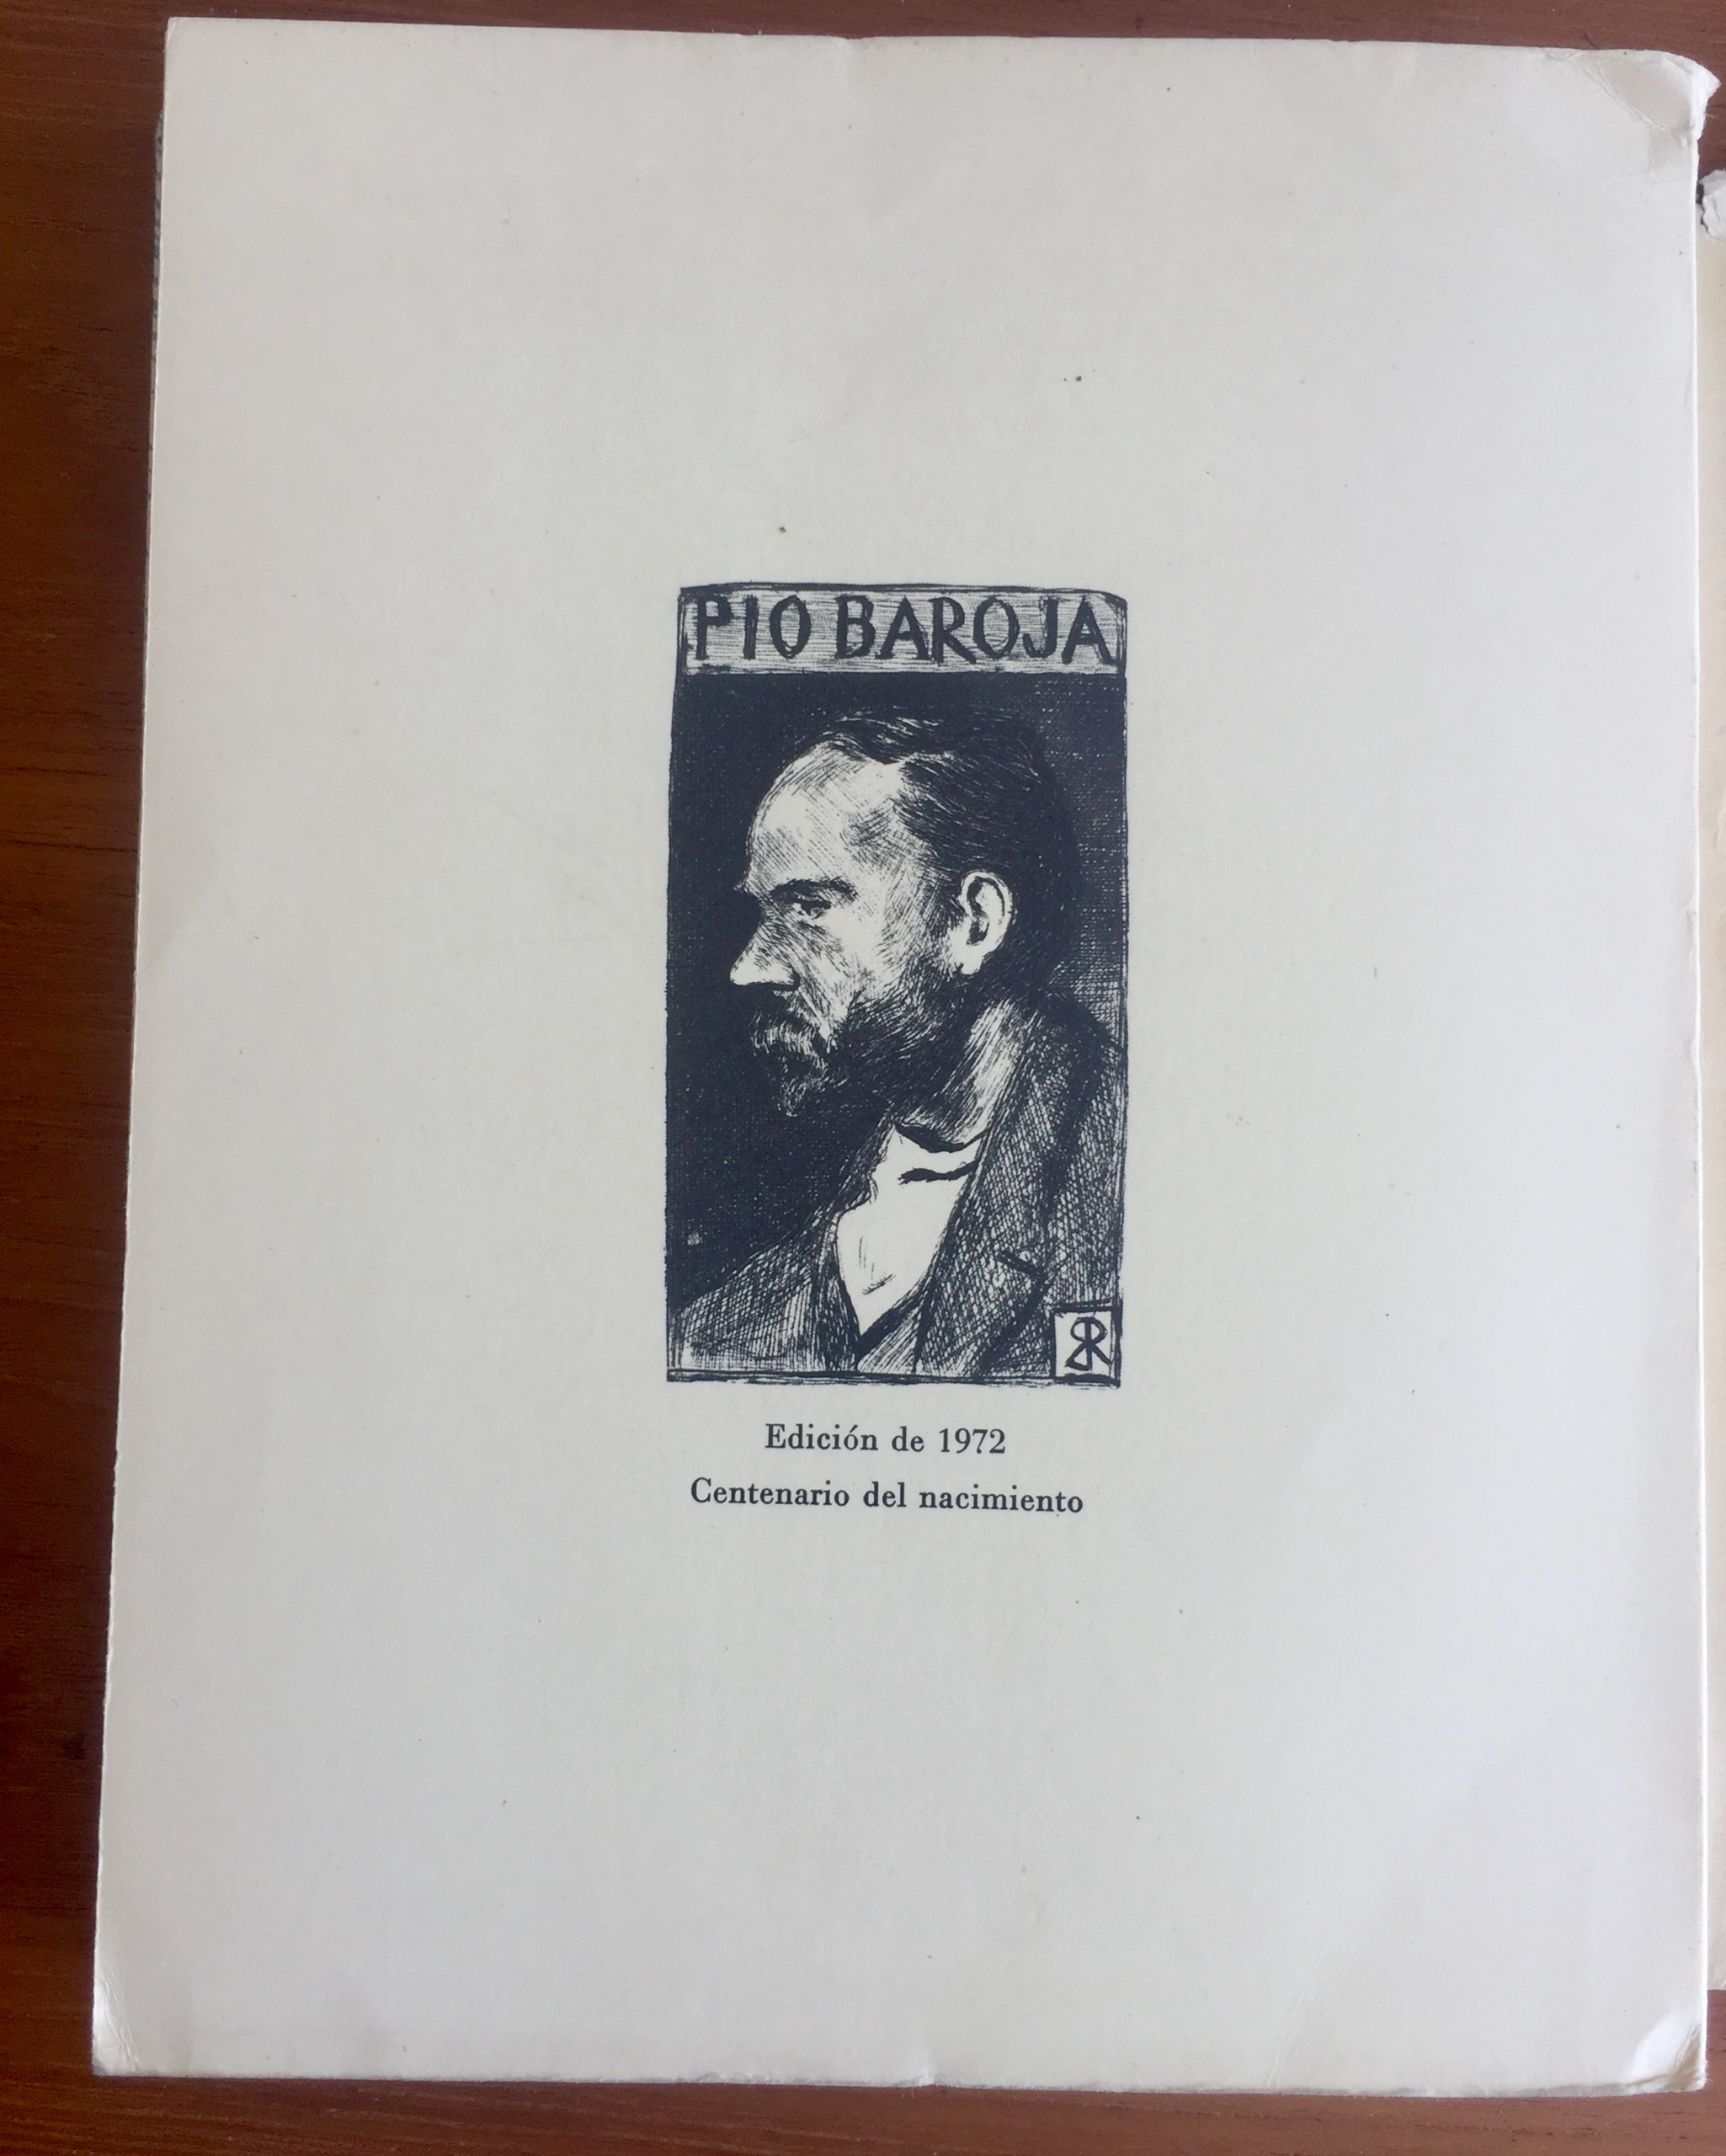 PIO BAROJA
Edición de 1972
Centenario del nacimiento